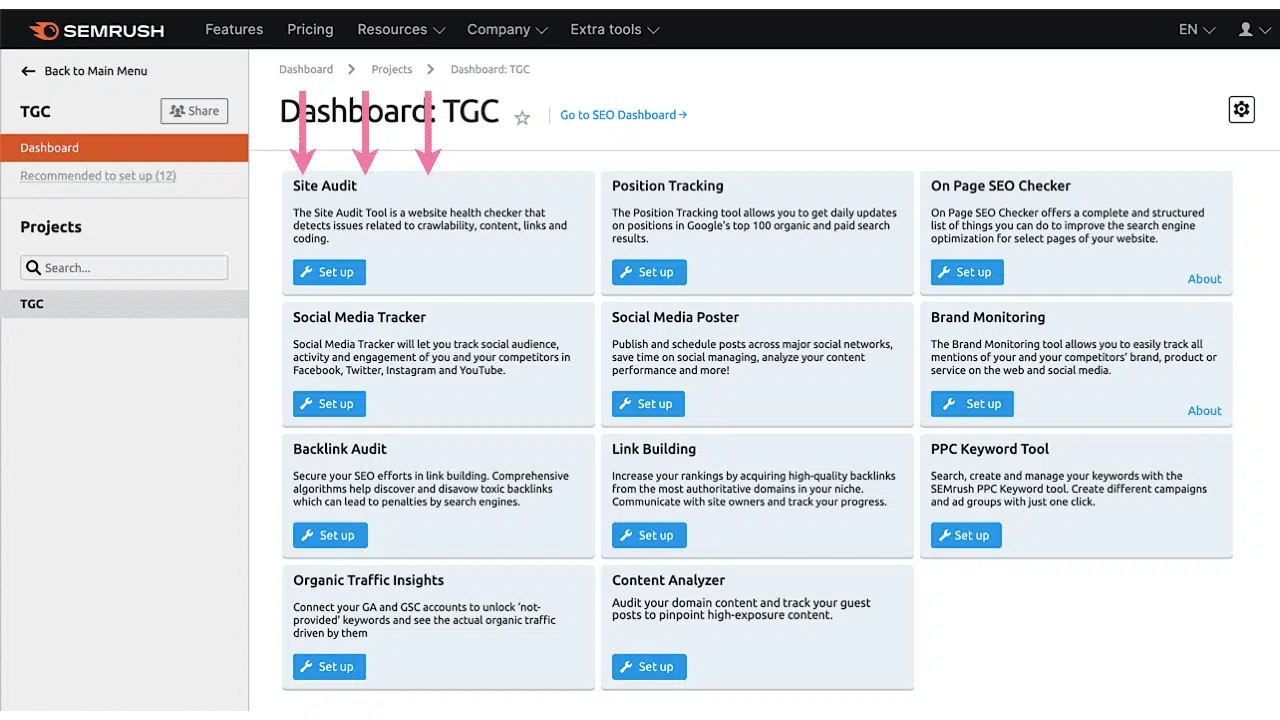 SEMRUSH Features Pricing Resources Company Extra tools EN
Back to Main Menu
TGC Share
Dashboard
Recommended to set up (12)
Projects
Search...
TGC
Dashboard Projects Dashboard: TGC
Dashboard: TGC Go to SEO Dashboard→
Site Audit
The Site Audit Tool is a website health checker that
detects issues related to crawlability, content, links and
coding.
Set up
Position Tracking
The Position Tracking tool allows you to get daily updates
on positions in Google's top 100 organic and paid search
results.
Set up
On Page SEO Checker
On Page SEO Checker offers a complete and structured
list of things you can do to improve the search engine
optimization for select pages of your website.
Set up
About
Social Media Tracker
Social Media Tracker will let you track social audience,
activity and engagement of you and your competitors in
Facebook, Twitter, Instagram and YouTube.
Set up
Social Media Poster
Publish and schedule posts across major social networks,
save time on social managing, analyze your content
performance and more!
Set up
Brand Monitoring
The Brand Monitoring tool allows you to easily track all
mentions of your and your competitors' brand, product or
service on the web and social media.
Set up
About
Backlink Audit
Secure your SEO efforts in link building. Comprehensive
algorithms help discover and disavow toxic backlinks
which can lead to penalties by search engines.
Set up
Link Building
Increase your rankings by acquiring high-quality backlinks
from the most authoritative domains in your niche.
Communicate with site owners and track your progress.
Set up
PPC Keyword Tool
Search, create and manage your keywords with the
SEMrush PPC Keyword tool. Create different campaigns
and ad groups with just one click.
Set up
Organic Traffic Insights
Connect your GA and GSC accounts to unlock 'not-
provided' keywords and see the actual organic traffic
driven by them
Set up
Content Analyzer
Audit your domain content and track your guest
posts to pinpoint high-exposure content.
Set up